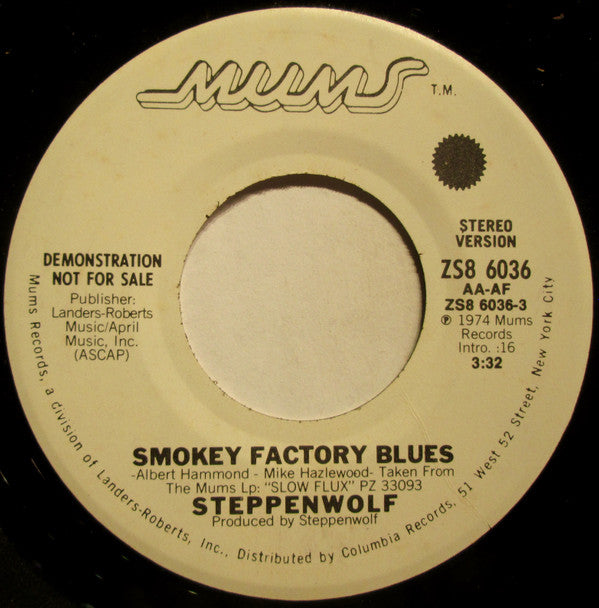 MUMS T.M.
DEMONSTRATION
NOT FOR SALE
Publisher:
Landers-Roberts
Music/April
Music, Inc.
(ASCAP)
STEREO
VERSION
ZS8 6036
AA-AF
ZS8 6036-3
℗ 1974 Mums
Records
Intro. :16
3:32
SMOKEY FACTORY BLUES
-Albert Hammond - Mike Hazlewood- Taken From
The Mums Lp: "SLOW FLUX" PZ 33093
STEPPENWOLF
Produced by Steppenwolf
Mums Records, a division of Landers-Roberts, Inc., Distributed by Columbia Records, 51 West 52 Street, New York City